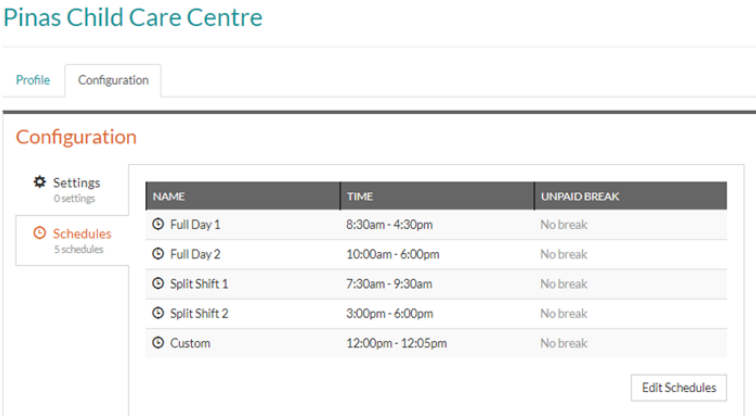 Pinas Child Care Centre
Profile Configuration
Configuration
Settings
0 settings
Schedules
5 schedules
NAME TIME UNPAID BREAK
Full Day 1 8:30am - 4:30pm No break
Full Day 2 10:00am - 6:00pm No break
Split Shift 1 7:30am - 9:30am No break
Split Shift 2 3:00pm - 6:00pm No break
Custom 12:00pm - 12:05pm No break
Edit Schedules